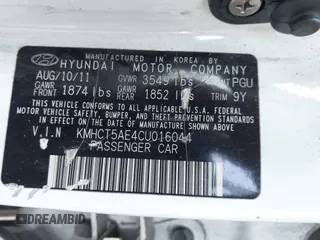 MANUFACTURED IN KOREA BY
HYUNDAI MOTOR COMPANY
AUG/10/11 GVWR 3549 lbs PGU
GAWR FRONT 1874 lbs GAWR REAR 1852 lbs TRIM 9Y
THIS VEHICLE CONFORMS TO ALL APPLICABLE U.S.A.
FEDERAL MOTOR VEHICLE SAFETY, BUMPER, AND
THEFT PREVENTION STANDARDS IN EFFECT ON THE
DATE OF MANUFACTURE SHOWN ABOVE.
V.I.N KMHCT5AE4CU016044
PASSENGER CAR
DREAMBID